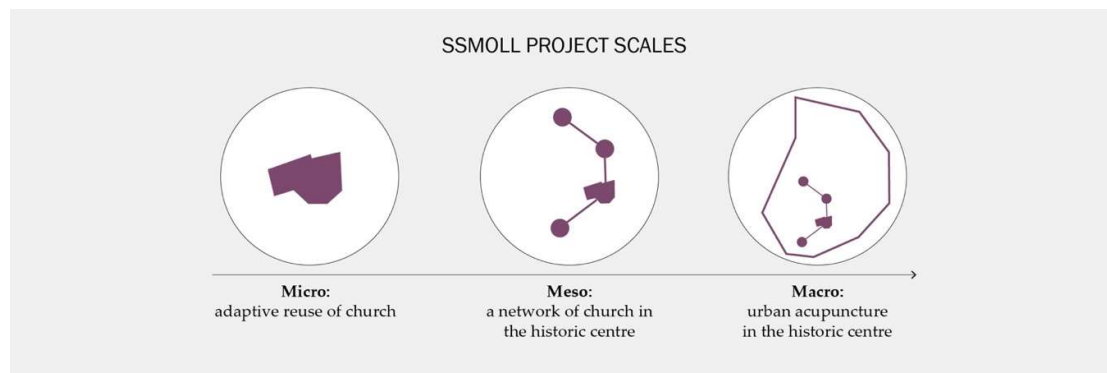 SSMOLL PROJECT SCALES
Micro:
adaptive reuse of church
Meso:
a network of church in
the historic centre
Macro:
urban acupuncture
in the historic centre